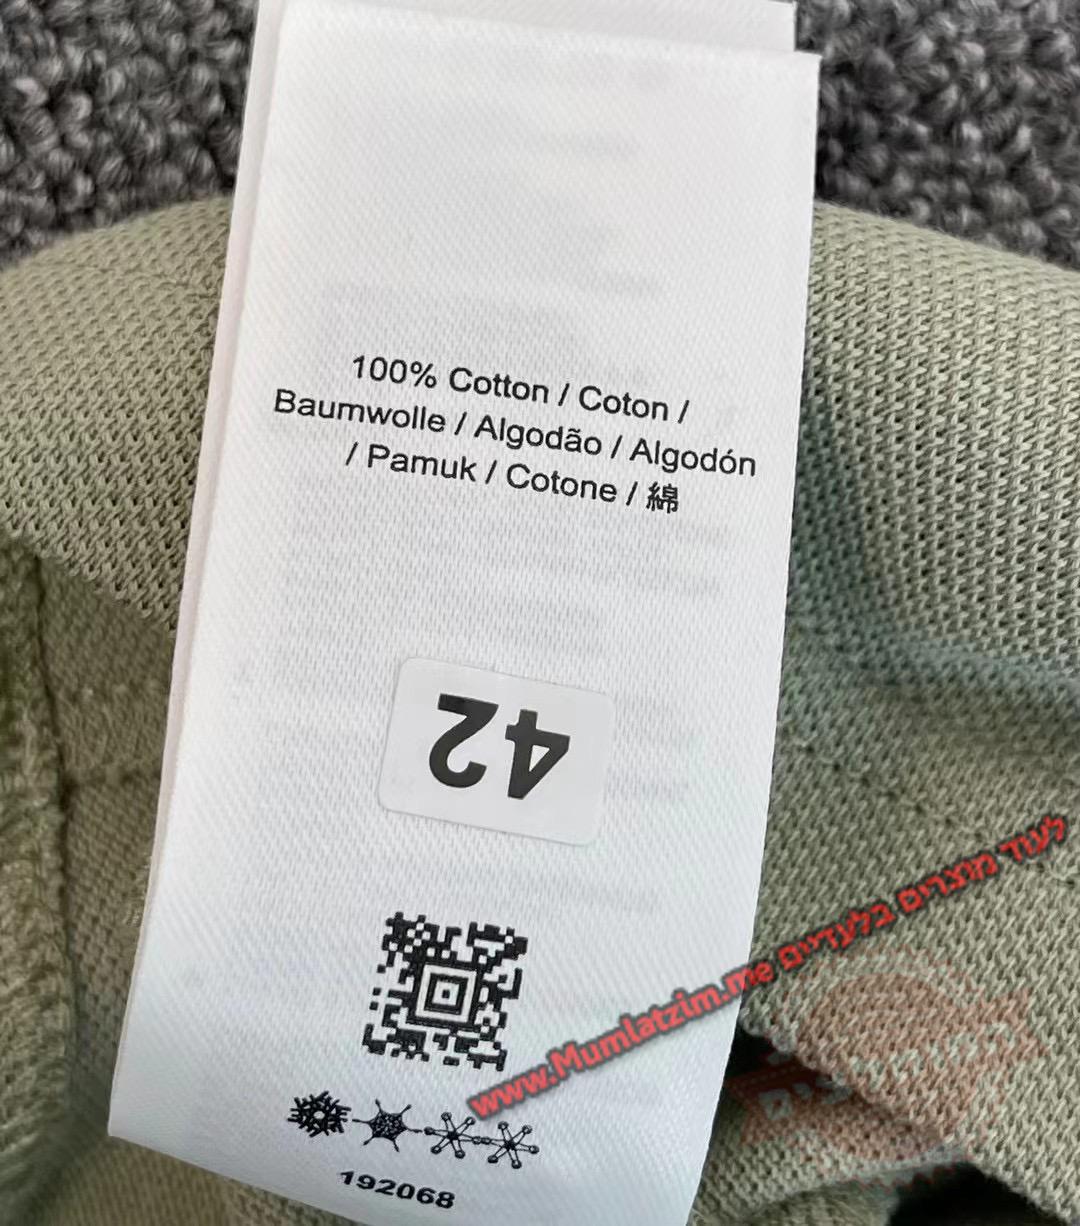 100% Cotton / Coton /
Baumwolle / Algodão / Algodón
/ Pamuk / Cotone / 綿
42
192068
www.Mumlatzim.me לעוד מוצרים בלעדיים